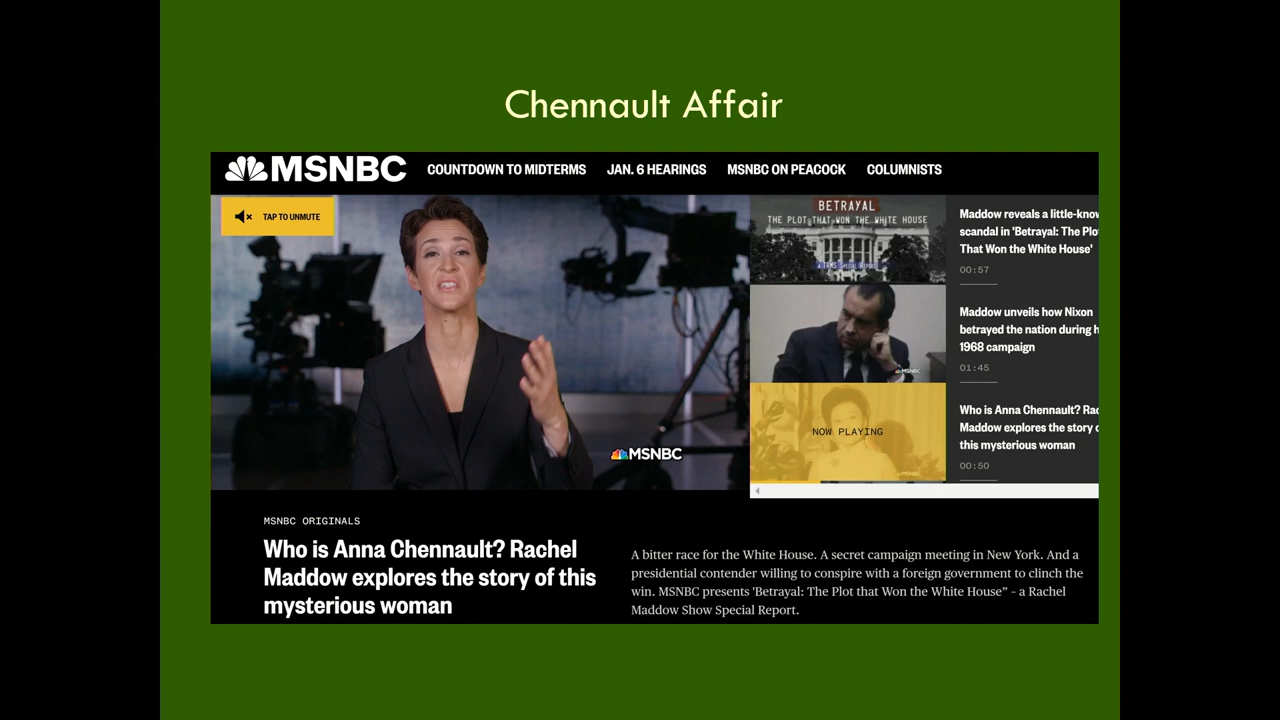 Chennault Affair
MSNBC
COUNTDOWN TO MIDTERMS
JAN. 6 HEARINGS
MSNBC ON PEACOCK
COLUMNISTS
TAP TO UNMUTE
MSNBC
BETRAYAL
THE PLOT THAT WON THE WHITE HOUSE
Maddow reveals a little-know
scandal in 'Betrayal: The Plo
That Won the White House'
00:57
MSNBC
Maddow unveils how Nixon
betrayed the nation during h
1968 campaign
01:45
NOW PLAYING
MSNBC
Who is Anna Chennault? Rac
Maddow explores the story o
this mysterious woman
00:50
MSNBC ORIGINALS
Who is Anna Chennault? Rachel
Maddow explores the story of this
mysterious woman
A bitter race for the White House. A secret campaign meeting in New York. And a
presidential contender willing to conspire with a foreign government to clinch the
win. MSNBC presents 'Betrayal: The Plot that Won the White House” - a Rachel
Maddow Show Special Report.